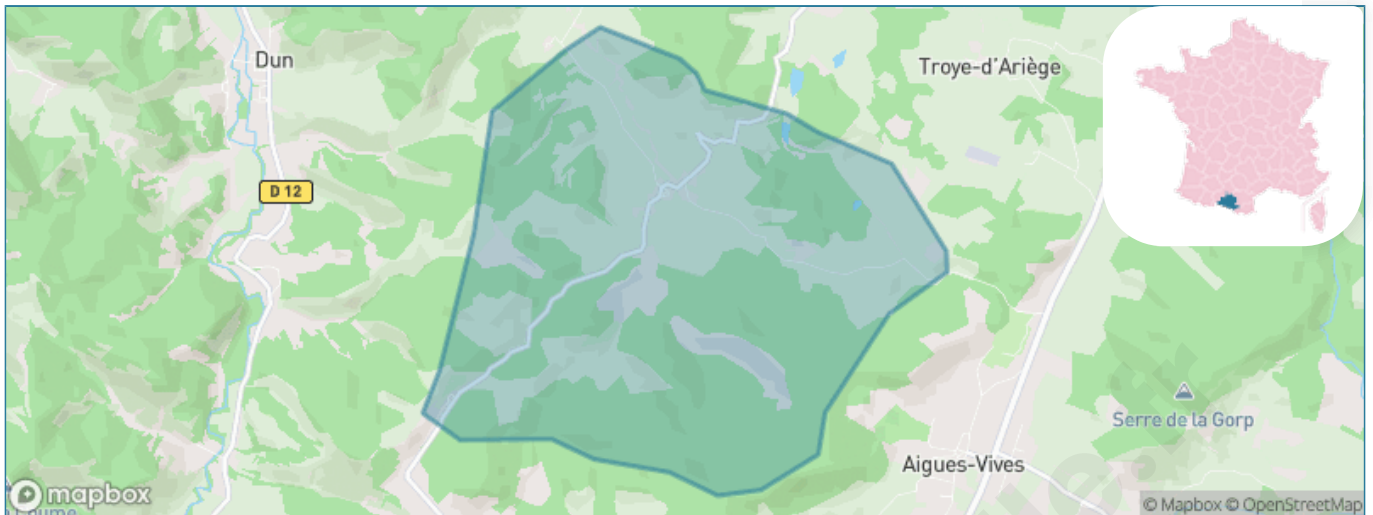 Dun
Troye-d'Ariège
D 12
Serre de la Gorp
Aigues-Vives
mapbox
© Mapbox © OpenStreetMap